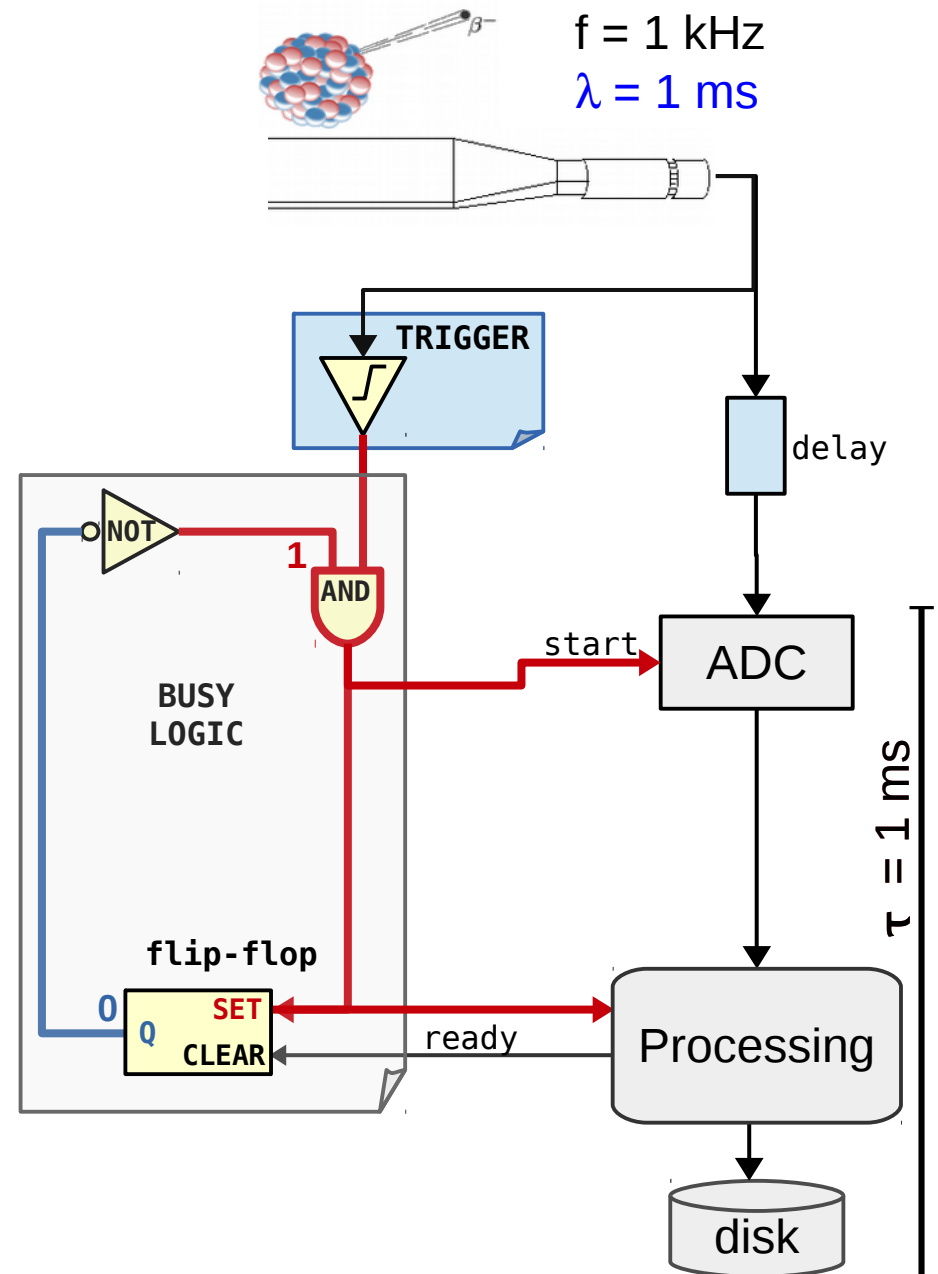 β⁻
f = 1 kHz
λ = 1 ms
TRIGGER
delay
NOT
1
AND
start
ADC
BUSY
LOGIC
τ = 1 ms
flip-flop
0
SET
Q
CLEAR
ready
Processing
disk